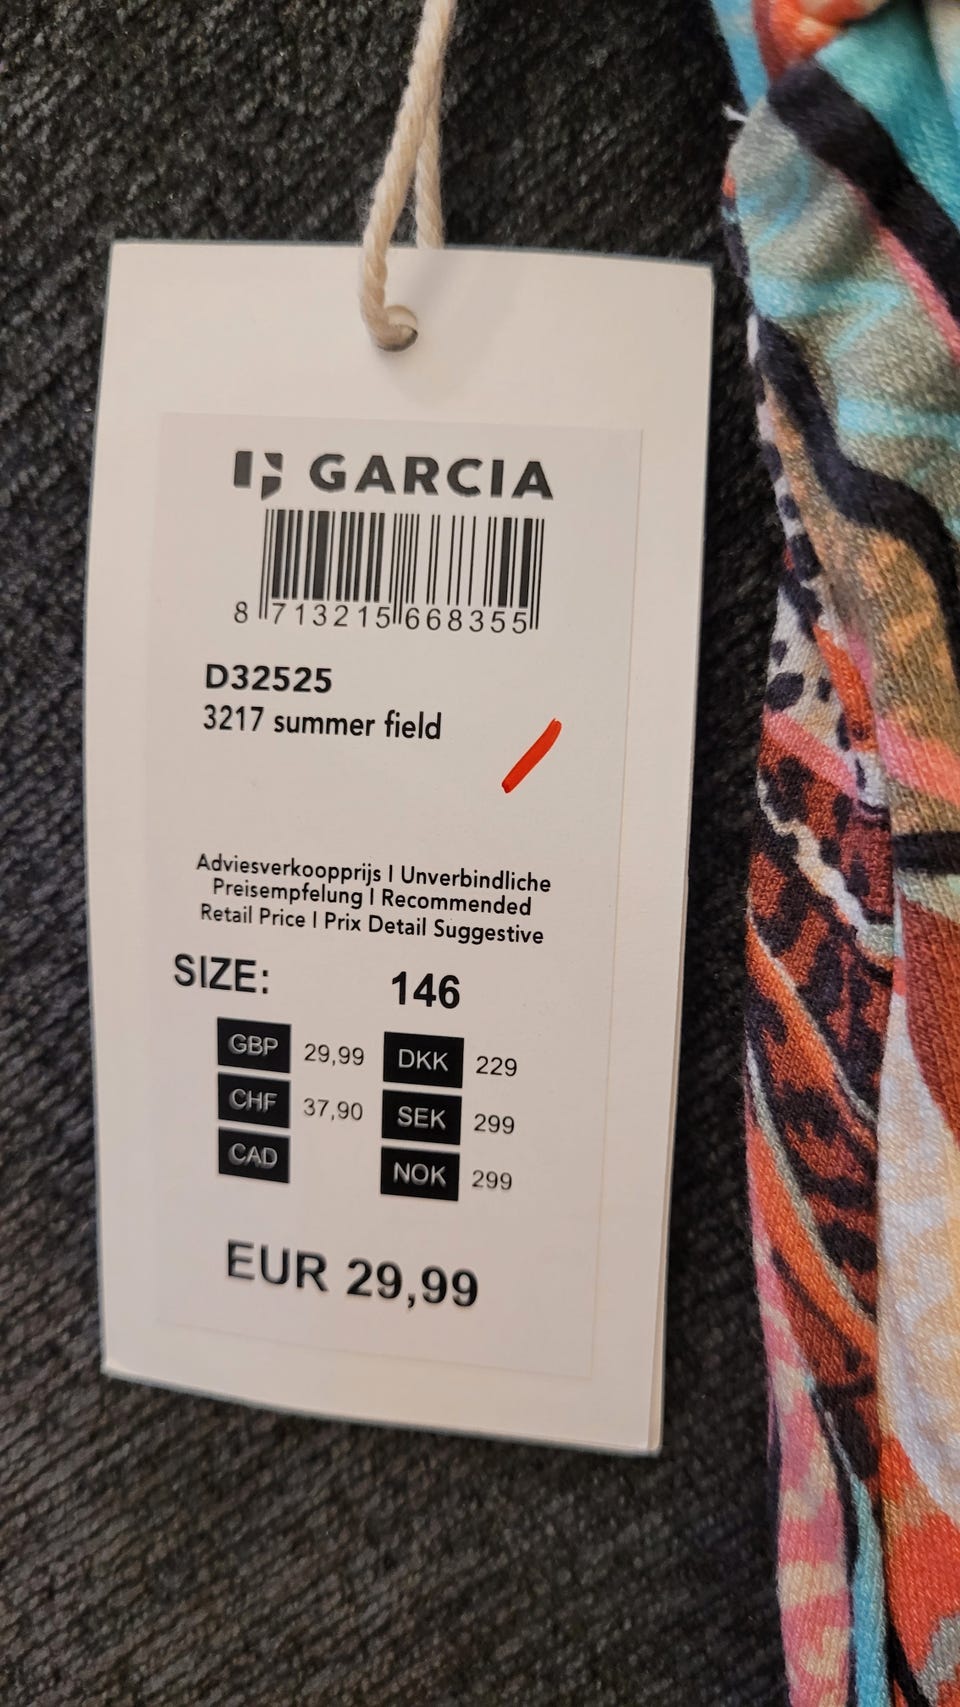 GARCIA
8 713215 668355
D32525
3217 summer field
Adviesverkoopprijs I Unverbindliche
Preisempfelung I Recommended
Retail Price I Prix Detail Suggestive
SIZE: 146
GBP 29,99 DKK 229
CHF 37,90 SEK 299
CAD NOK 299
EUR 29,99